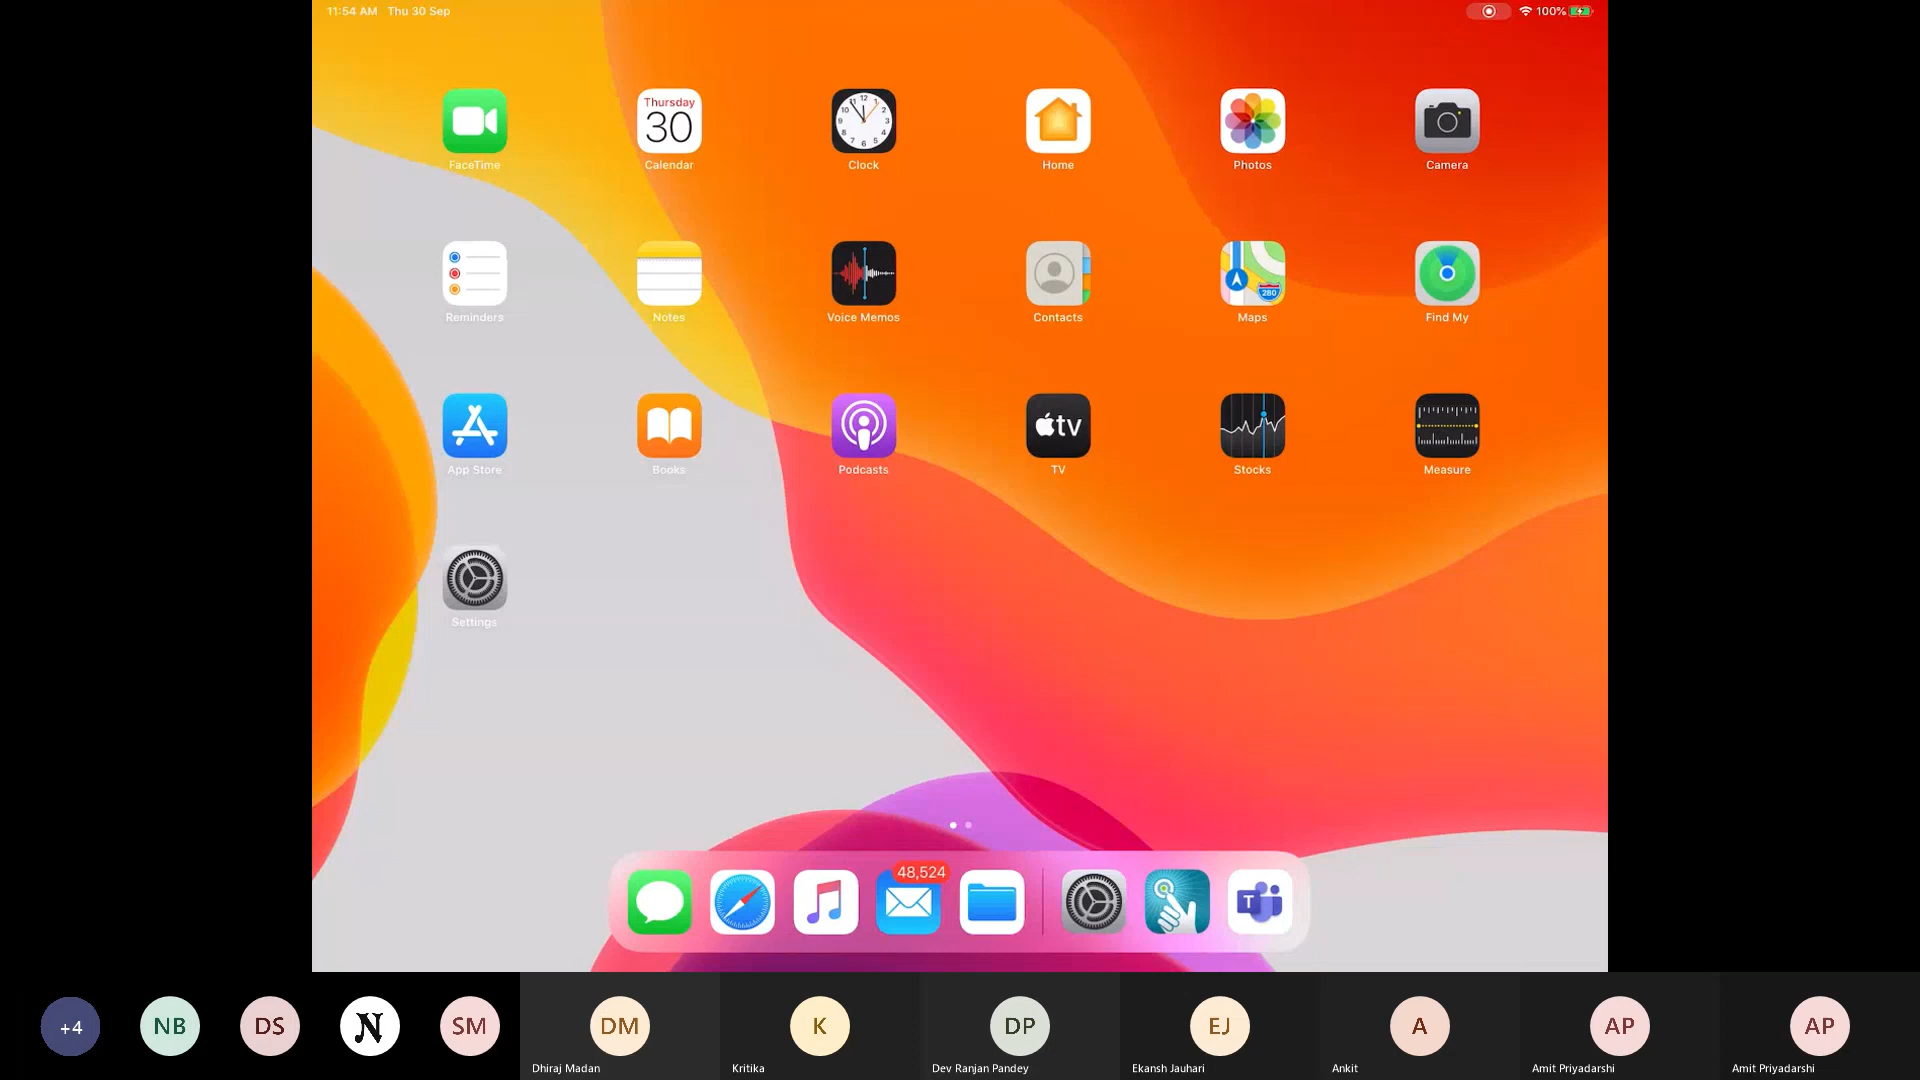 11:54 AM Thu 30 Sep
100%
Thursday
30
FaceTime
Calendar
Clock
Home
Photos
Camera
280
Reminders
Notes
Voice Memos
Contacts
Maps
Find My
tv
App Store
Books
Podcasts
TV
Stocks
Measure
Settings
48,524
T
+4
NB
DS
N
SM
DM
K
DP
EJ
A
AP
AP
Dhiraj Madan
Kritika
Dev Ranjan Pandey
Ekansh Jauhari
Ankit
Amit Priyadarshi
Amit Priyadarshi